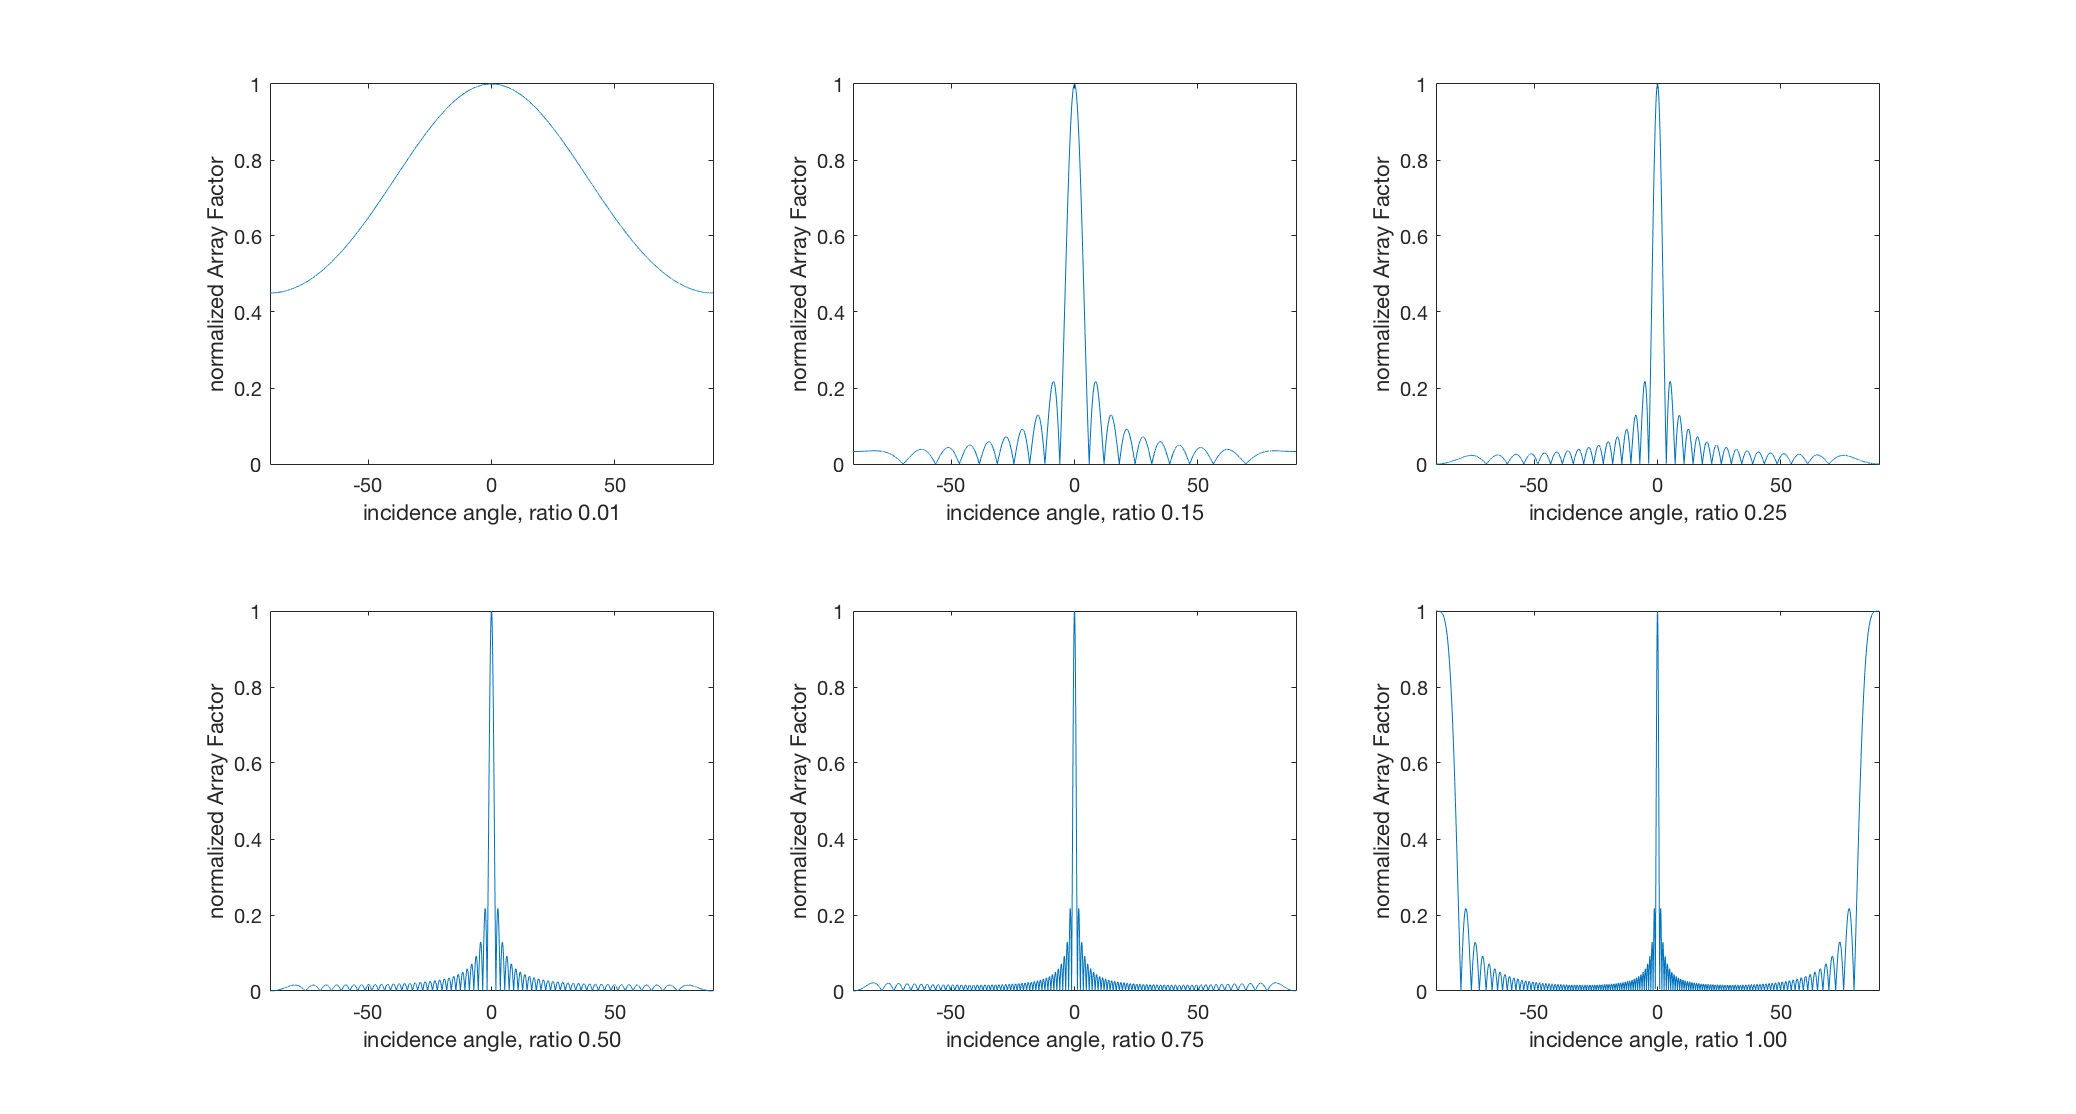 1 1 1
0.8 0.8 0.8
0.6 0.6 0.6
0.4 0.4 0.4
0.2 0.2 0.2
0 0 0
normalized Array Factor normalized Array Factor normalized Array Factor
-50 0 50 -50 0 50 -50 0 50
incidence angle, ratio 0.01 incidence angle, ratio 0.15 incidence angle, ratio 0.25
1 1 1
0.8 0.8 0.8
0.6 0.6 0.6
0.4 0.4 0.4
0.2 0.2 0.2
0 0 0
normalized Array Factor normalized Array Factor normalized Array Factor
-50 0 50 -50 0 50 -50 0 50
incidence angle, ratio 0.50 incidence angle, ratio 0.75 incidence angle, ratio 1.00